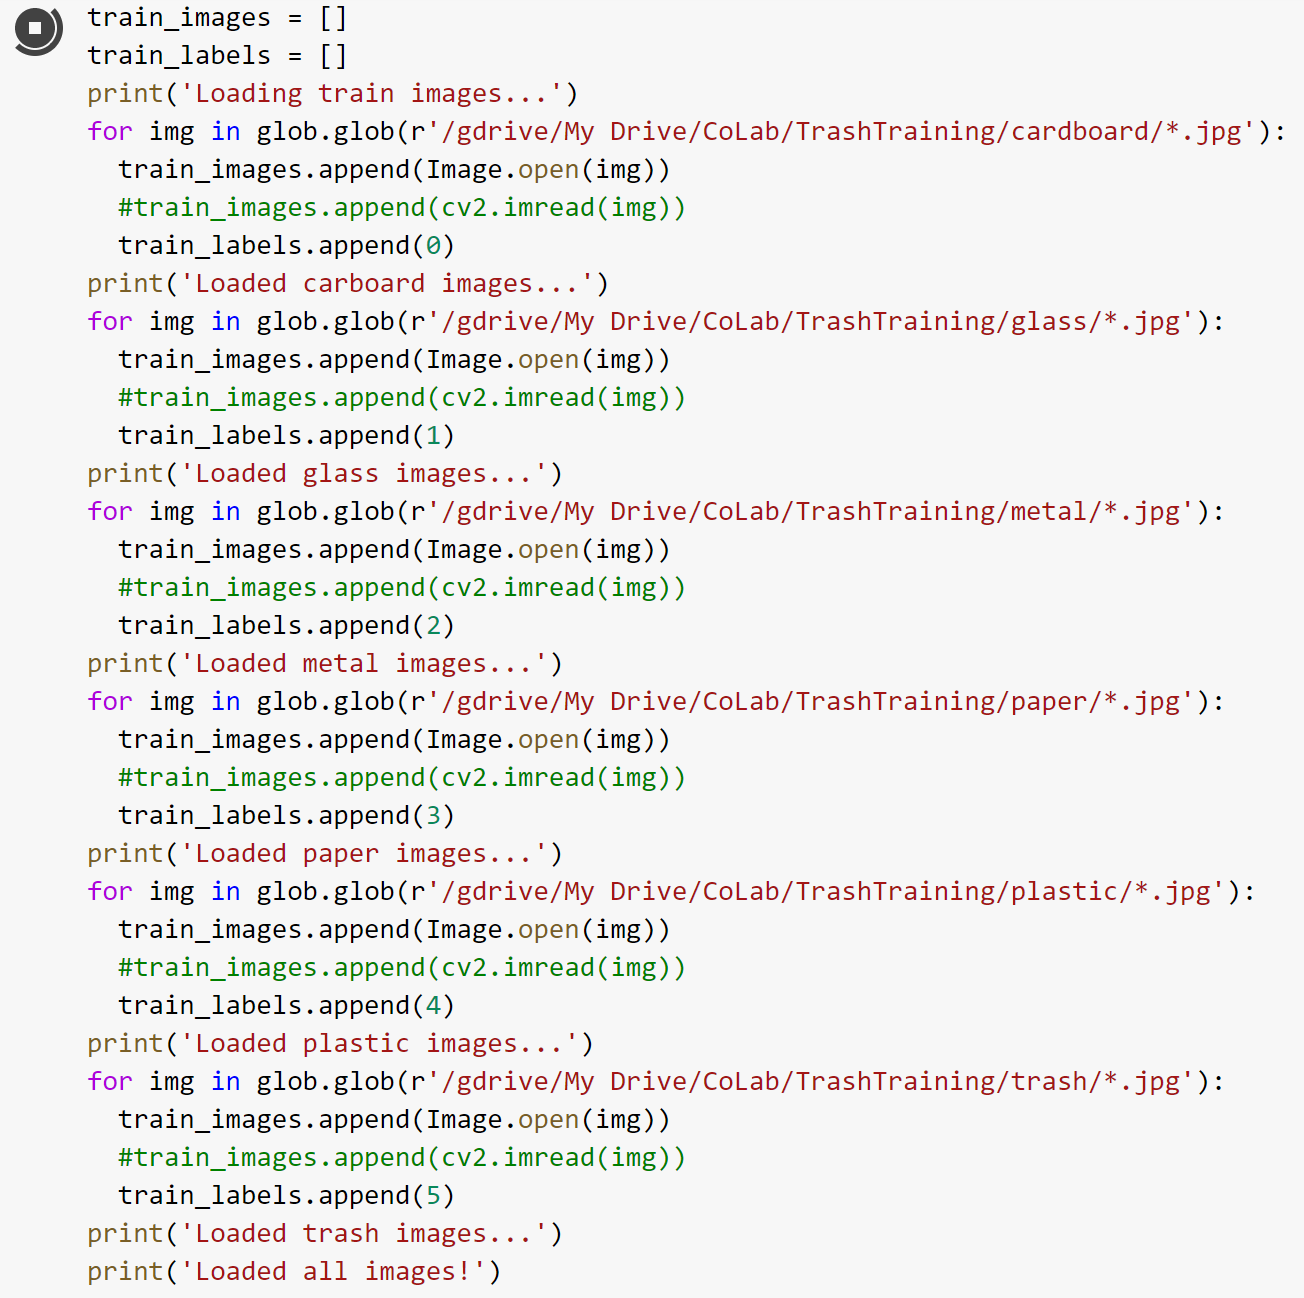 train_images = []
train_labels = []
print('Loading train images...')
for img in glob.glob(r'/gdrive/My Drive/CoLab/TrashTraining/cardboard/*.jpg'):
  train_images.append(Image.open(img))
  #train_images.append(cv2.imread(img))
  train_labels.append(0)
print('Loaded carboard images...')
for img in glob.glob(r'/gdrive/My Drive/CoLab/TrashTraining/glass/*.jpg'):
  train_images.append(Image.open(img))
  #train_images.append(cv2.imread(img))
  train_labels.append(1)
print('Loaded glass images...')
for img in glob.glob(r'/gdrive/My Drive/CoLab/TrashTraining/metal/*.jpg'):
  train_images.append(Image.open(img))
  #train_images.append(cv2.imread(img))
  train_labels.append(2)
print('Loaded metal images...')
for img in glob.glob(r'/gdrive/My Drive/CoLab/TrashTraining/paper/*.jpg'):
  train_images.append(Image.open(img))
  #train_images.append(cv2.imread(img))
  train_labels.append(3)
print('Loaded paper images...')
for img in glob.glob(r'/gdrive/My Drive/CoLab/TrashTraining/plastic/*.jpg'):
  train_images.append(Image.open(img))
  #train_images.append(cv2.imread(img))
  train_labels.append(4)
print('Loaded plastic images...')
for img in glob.glob(r'/gdrive/My Drive/CoLab/TrashTraining/trash/*.jpg'):
  train_images.append(Image.open(img))
  #train_images.append(cv2.imread(img))
  train_labels.append(5)
print('Loaded trash images...')
print('Loaded all images!')